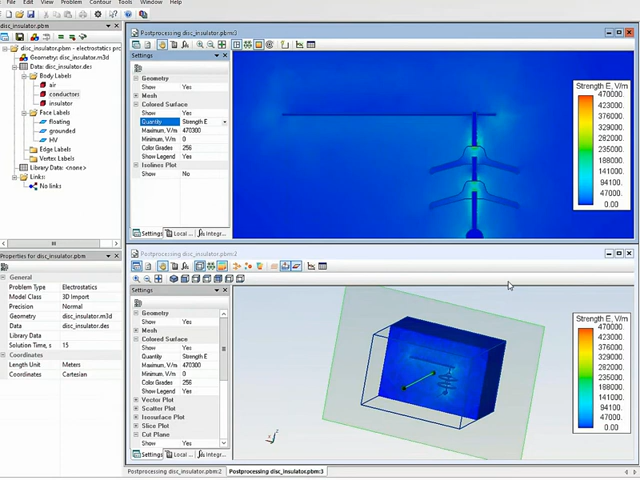 File Edit View Problem Edit Contour Tools Window Help
disc_insulator.pbm
disc_insulator.pbm - electrostatics pro
Geometry: disc_insulator.m3d
Data: disc_insulator.des
Body Labels
air
conductors
insulator
Face Labels
floating
grounded
HV
Edge Labels
Vertex Labels
Library Data: <none>
Links:
No links
Properties for disc_insulator.pbm
General
Problem Type Electrostatics
Model Class 3D Import
Precision Normal
Geometry disc_insulator.m3d
Data disc_insulator.des
Library Data
Solution Time, s 15
Coordinates
Length Unit Meters
Coordinates Cartesian
Postprocessing disc_insulator.pbm:3
Settings
Geometry
Show Yes
Mesh
Colored Surface
Show Yes
Quantity Strength E
Maximum, V/m 470300
Minimum, V/m 0
Color Grades 256
Show Legend Yes
Isolines Plot
Show No
Settings Local ... Integr...
Strength E, V/m
470000.
423000.
376000.
329000.
282000.
235000.
188000.
141000.
94100.
47000.
0.00
Postprocessing disc_insulator.pbm:2
Settings
Geometry
Show Yes
Colored Surface
Show Yes
Quantity Strength E
Maximum, V/m 470300
Minimum, V/m 0
Color Grades 256
Show Legend Yes
Vector Plot
Scatter Plot
Isosurface Plot
Slice Plot
Cut Plane
Show Yes
Settings Local ... Integr...
Strength E, V/m
470000.
423000.
376000.
329000.
282000.
235000.
188000.
141000.
94100.
47000.
0.00
Postprocessing disc_insulator.pbm:2 Postprocessing disc_insulator.pbm:3